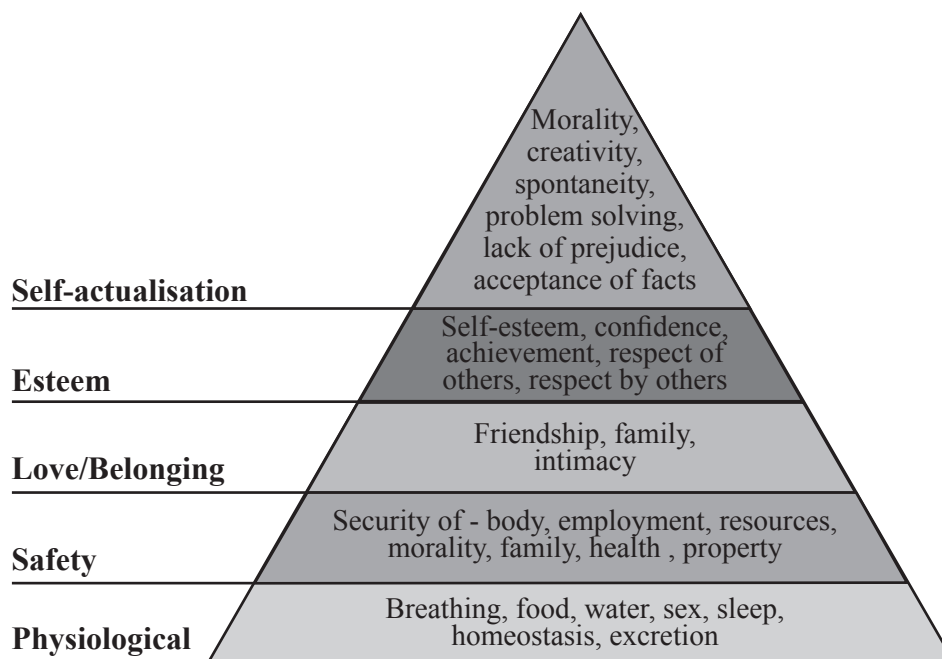 Morality,
creativity,
spontaneity,
problem solving,
lack of prejudice,
acceptance of facts
Self-actualisation
Self-esteem, confidence,
achievement, respect of
others, respect by others
Esteem
Friendship, family,
intimacy
Love/Belonging
Security of - body, employment, resources,
morality, family, health , property
Safety
Breathing, food, water, sex, sleep,
homeostasis, excretion
Physiological